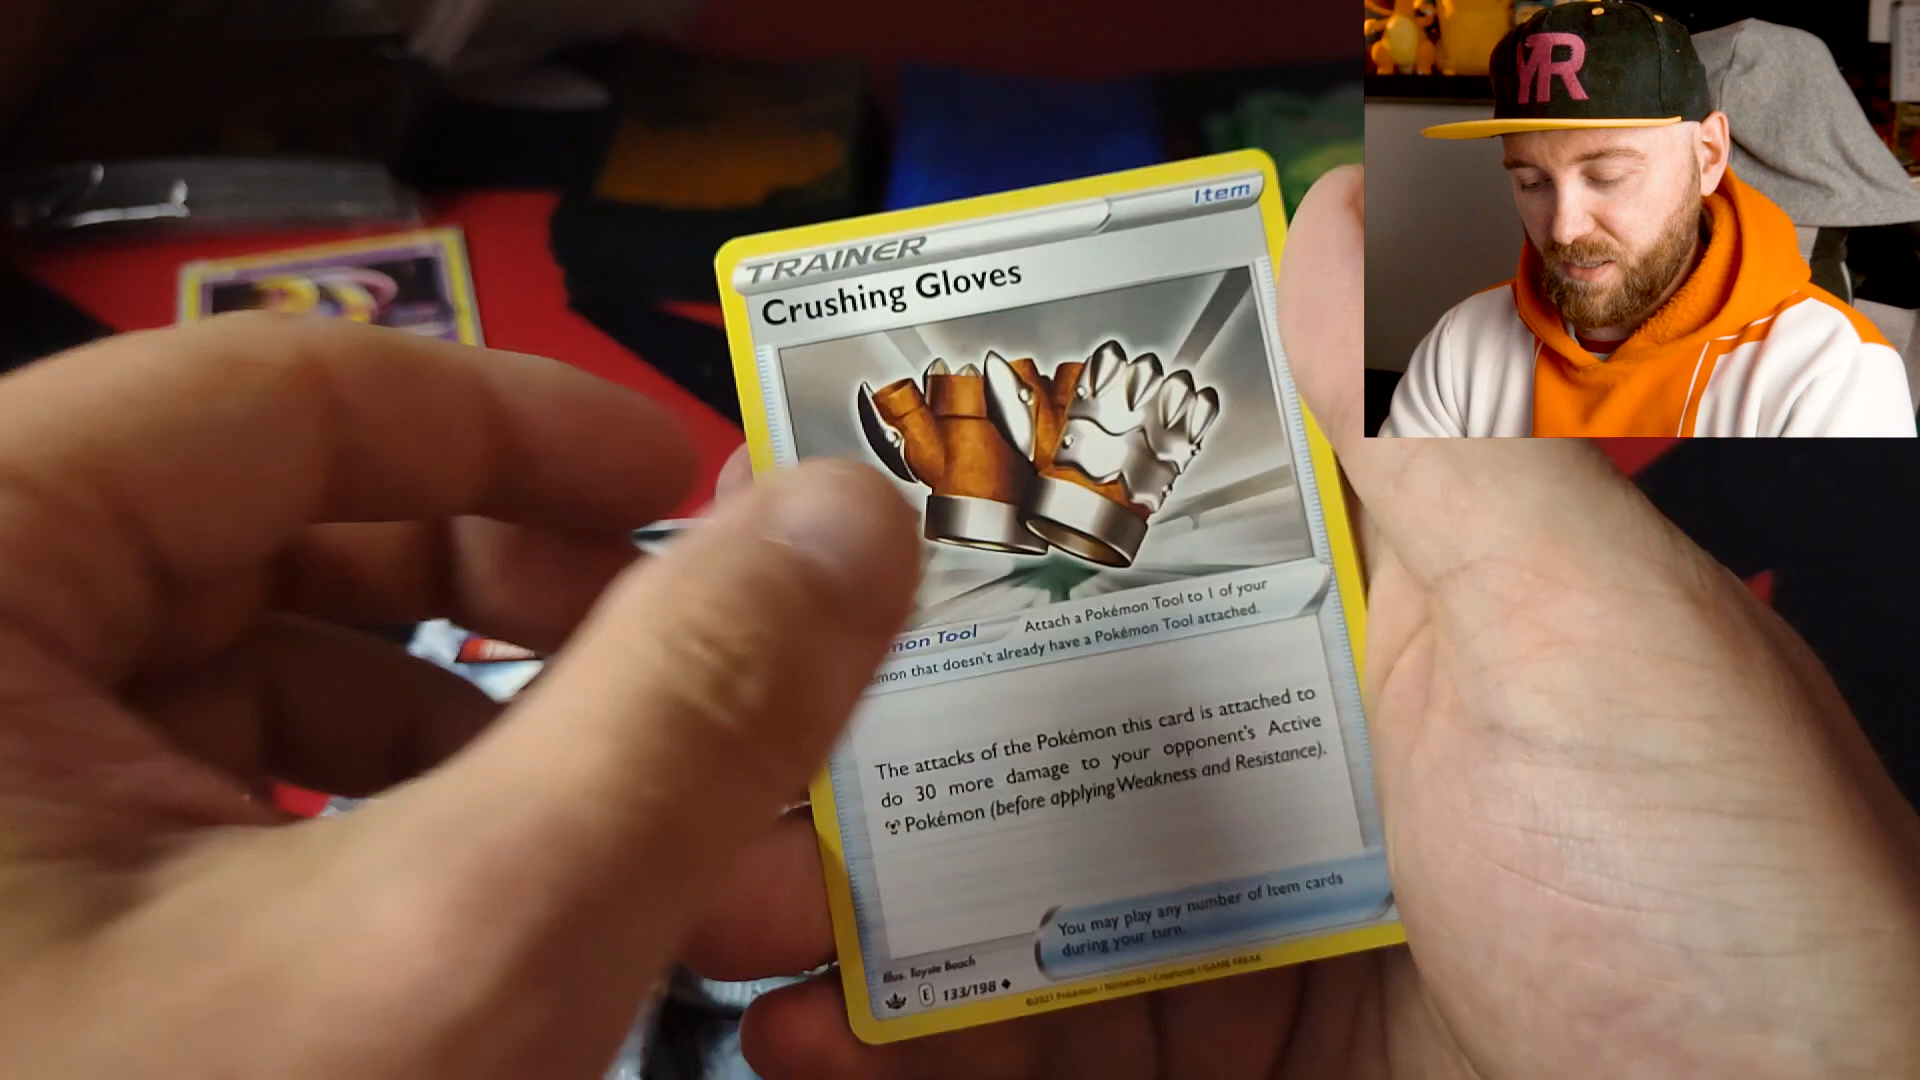 YR
Item
TRAINER
Crushing Gloves
mon Tool Attach a Pokémon Tool to 1 of your
mon that doesn't already have a Pokémon Tool attached.
The attacks of the Pokémon this card is attached to
do 30 more damage to your opponent's Active
Pokémon (before applying Weakness and Resistance).
You may play any number of Item cards
during your turn.
Illus. Toyste Beach
E 133/198
©2021 Pokémon / Nintendo / Creatures / GAME FREAK